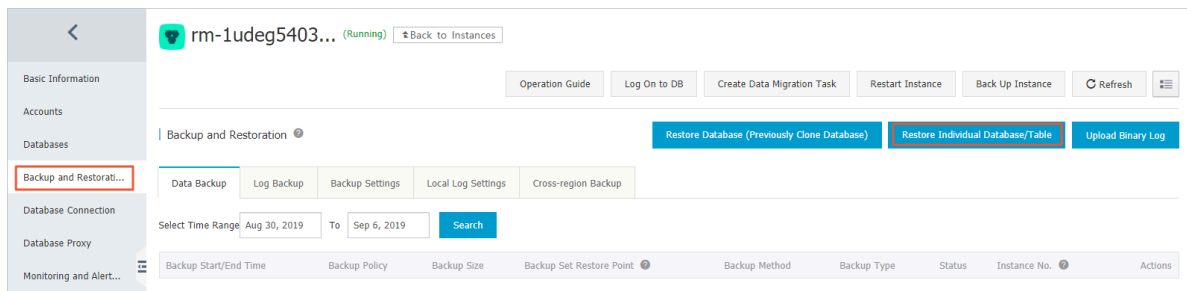 rm-1udeg5403... (Running) Back to Instances
Basic Information
Operation Guide Log On to DB Create Data Migration Task Restart Instance Back Up Instance Refresh
Accounts
Databases
Backup and Restoration Restore Database (Previously Clone Database) Restore Individual Database/Table Upload Binary Log
Backup and Restorati...
Data Backup Log Backup Backup Settings Local Log Settings Cross-region Backup
Database Connection
Select Time Range Aug 30, 2019 To Sep 6, 2019 Search
Database Proxy
Backup Start/End Time Backup Policy Backup Size Backup Set Restore Point Backup Method Backup Type Status Instance No. Actions
Monitoring and Alert...